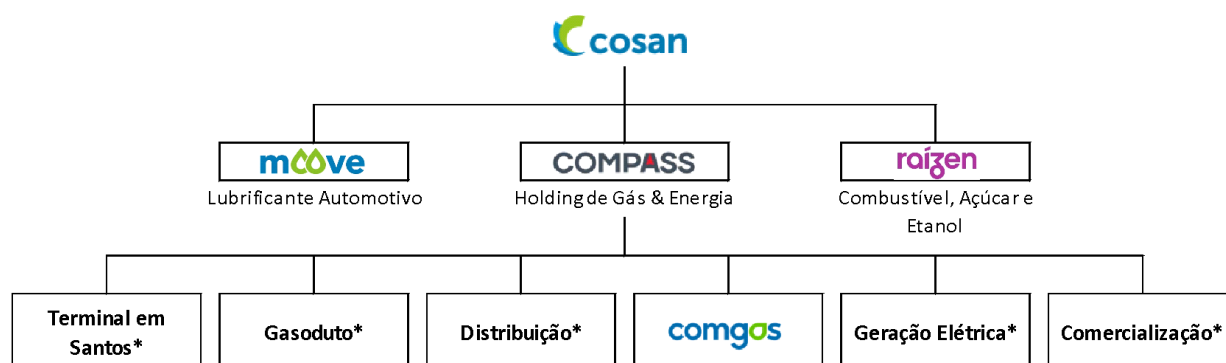 cosan
moove
COMPASS
raízen
Lubrificante Automotivo
Holding de Gás & Energia
Combustível, Açúcar e
Etanol
Terminal em
Santos*
Gasoduto*
Distribuição*
comgas
Geração Elétrica*
Comercialização*